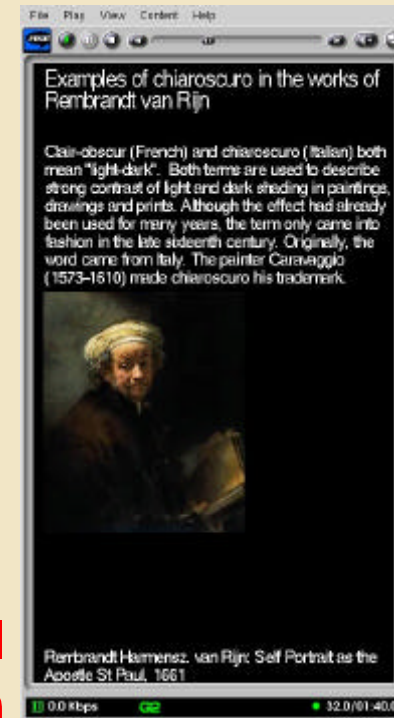 File Play View Content Help
Examples of chiaroscuro in the works of
Rembrandt van Rijn
Clair-obscur (French) and chiaroscuro (Italian) both
mean "light-dark". Both terms are used to describe
strong contrast of light and dark shading in paintings,
drawings and prints. Although the effect had already
been used for many years, the term only came into
fashion in the late sixteenth century. Originally, the
word came from Italy. The painter Caravaggio
(1573-1610) made chiaroscuro his trademark.
Rembrandt Harmensz. van Rijn: Self Portrait as the
Apostle St Paul, 1661
0.0 Kbps G2 32.0/01:40.0